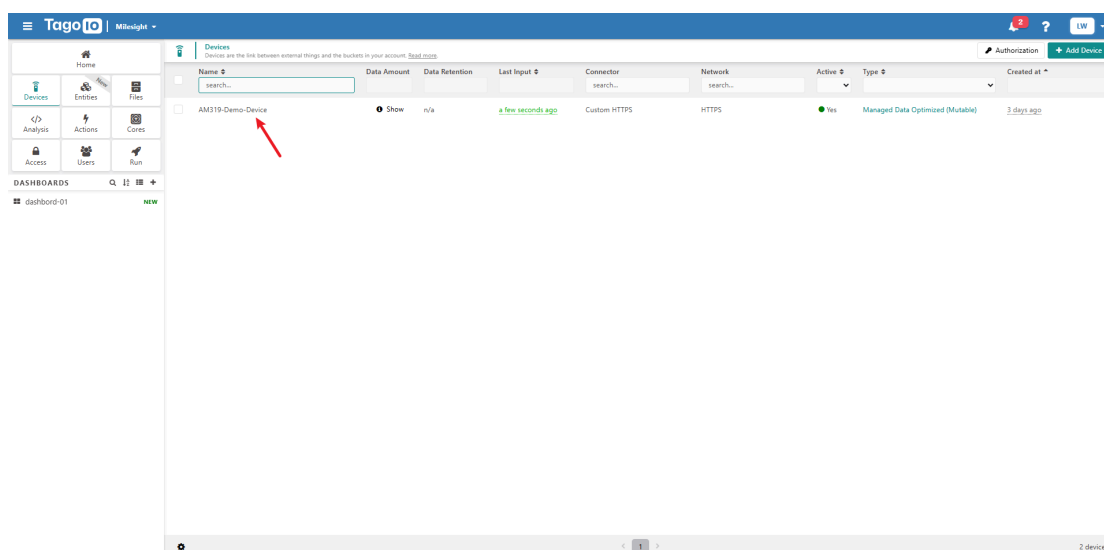 Tago IO | Milesight
2
?
LW
Home
New
Devices
Entities
Files
Analysis
Actions
Cores
Access
Users
Run
DASHBOARDS
dashbord-01
NEW
Devices
Devices are the link between external things and the buckets in your account. Read more.
Authorization
+ Add Device
Name Data Amount Data Retention Last Input Connector Network Active Type Created at
search... search... search...
AM319-Demo-Device Show n/a a few seconds ago Custom HTTPS HTTPS Yes Managed Data Optimized (Mutable) 3 days ago
< 1 >
2 device